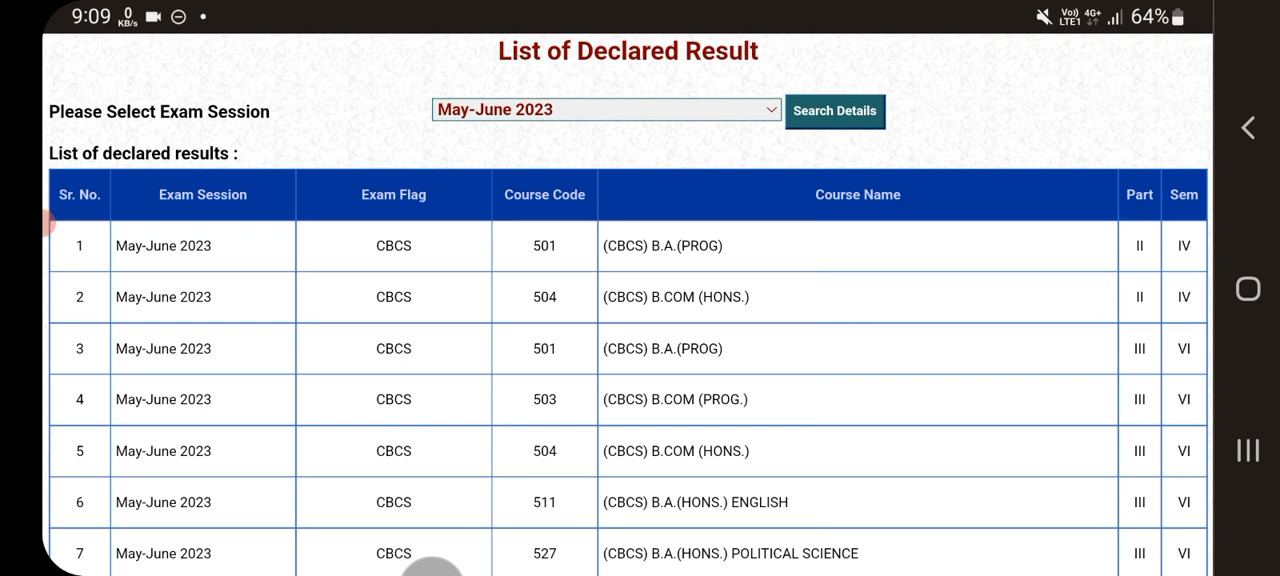 9:09 0 KB/s Vo)) LTE1 4G+ 64%
List of Declared Result
Please Select Exam Session May-June 2023 Search Details
List of declared results :
Sr. No. Exam Session Exam Flag Course Code Course Name Part Sem
1 May-June 2023 CBCS 501 (CBCS) B.A.(PROG) II IV
2 May-June 2023 CBCS 504 (CBCS) B.COM (HONS.) II IV
3 May-June 2023 CBCS 501 (CBCS) B.A.(PROG) III VI
4 May-June 2023 CBCS 503 (CBCS) B.COM (PROG.) III VI
5 May-June 2023 CBCS 504 (CBCS) B.COM (HONS.) III VI
6 May-June 2023 CBCS 511 (CBCS) B.A.(HONS.) ENGLISH III VI
7 May-June 2023 CBCS 527 (CBCS) B.A.(HONS.) POLITICAL SCIENCE III VI